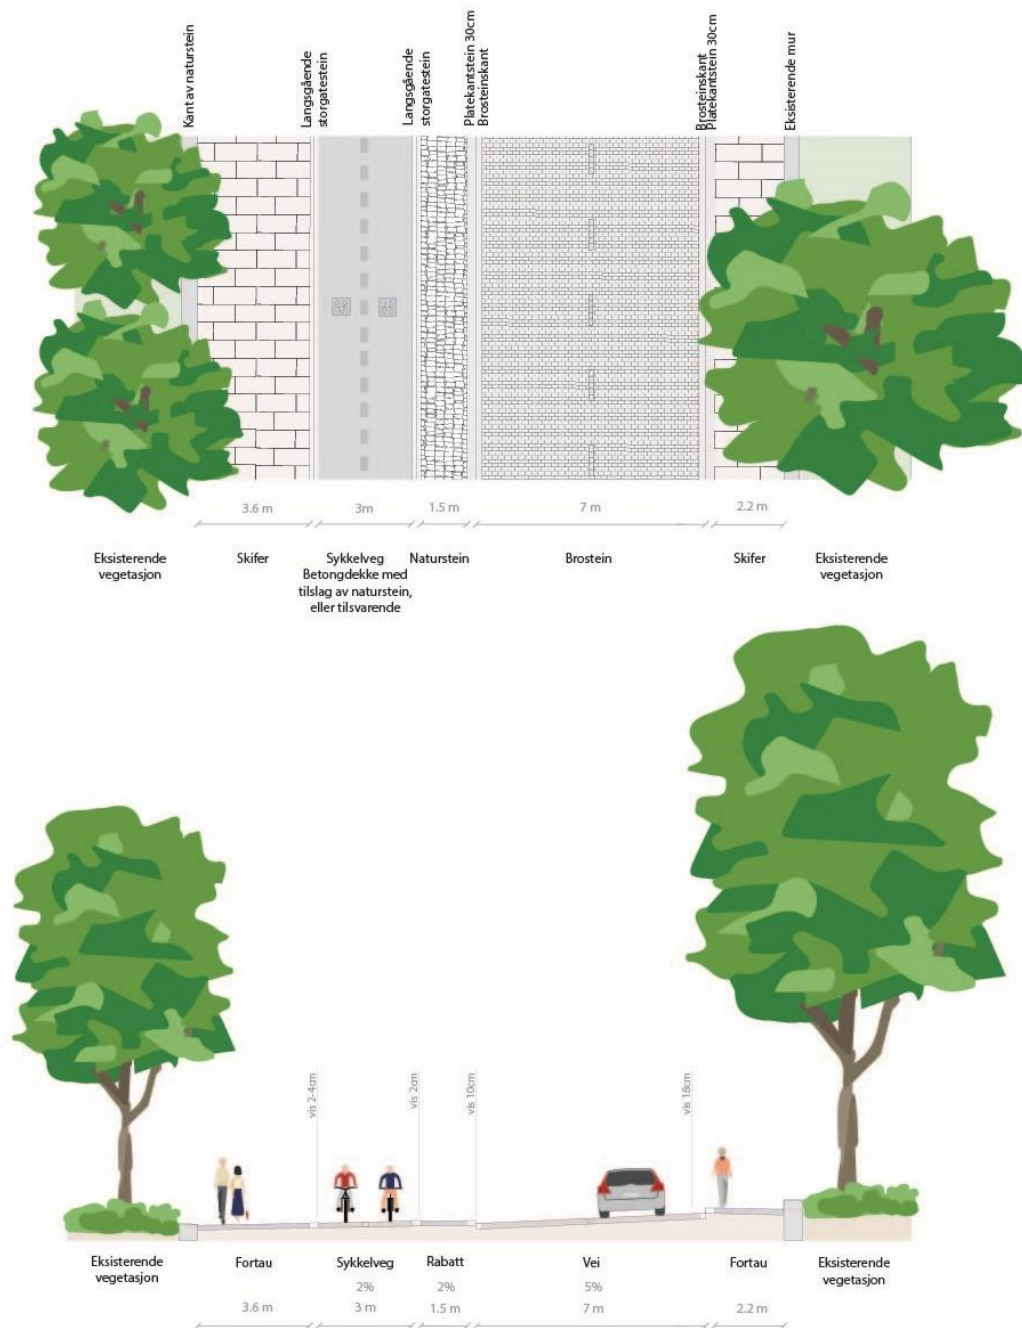 Kant av naturstein
Langsgående
storgatestein
Langsgående
storgatestein
Platekantstein 30cm
Brosteinskant
Brosteinskant
Platekantstein 30cm
Eksisterende mur
3.6 m
3m
1.5 m
7 m
2.2 m
Eksisterende
vegetasjon
Skifer
Sykkelveg
Betongdekke med
tilslag av naturstein,
eller tilsvarende
Naturstein
Brostein
Skifer
Eksisterende
vegetasjon
vis 2-4cm
vis 2cm
vis 10cm
vis 18cm
Eksisterende
vegetasjon
Fortau
Sykkelveg
Rabatt
Vei
Fortau
Eksisterende
vegetasjon
2%
2%
5%
3.6 m
3 m
1.5 m
7 m
2.2 m